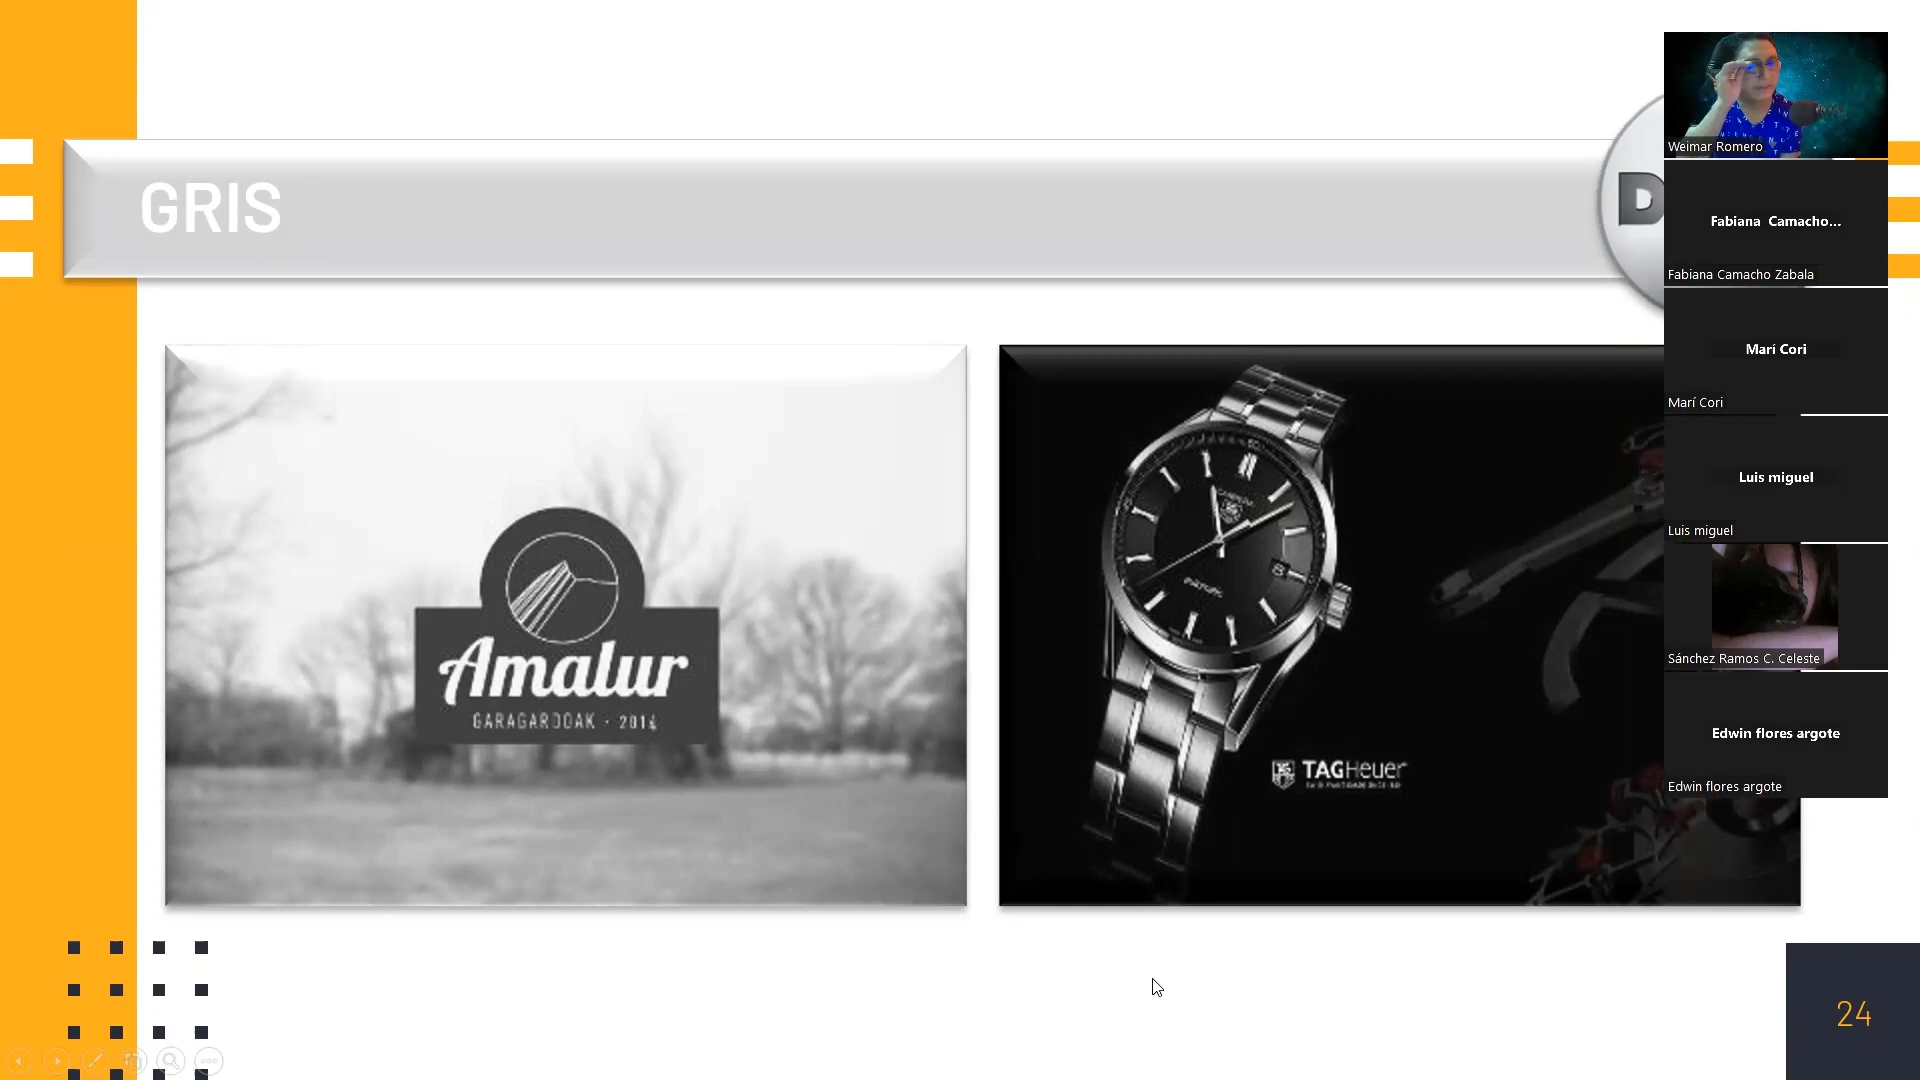 GRIS
D
Amalur
GARAGARDOAK · 2014
TAGHeuer
24
Weimar Romero
Fabiana Camacho...
Fabiana Camacho Zabala
Marí Cori
Marí Cori
Luis miguel
Luis miguel
Sánchez Ramos C. Celeste
Edwin flores argote
Edwin flores argote